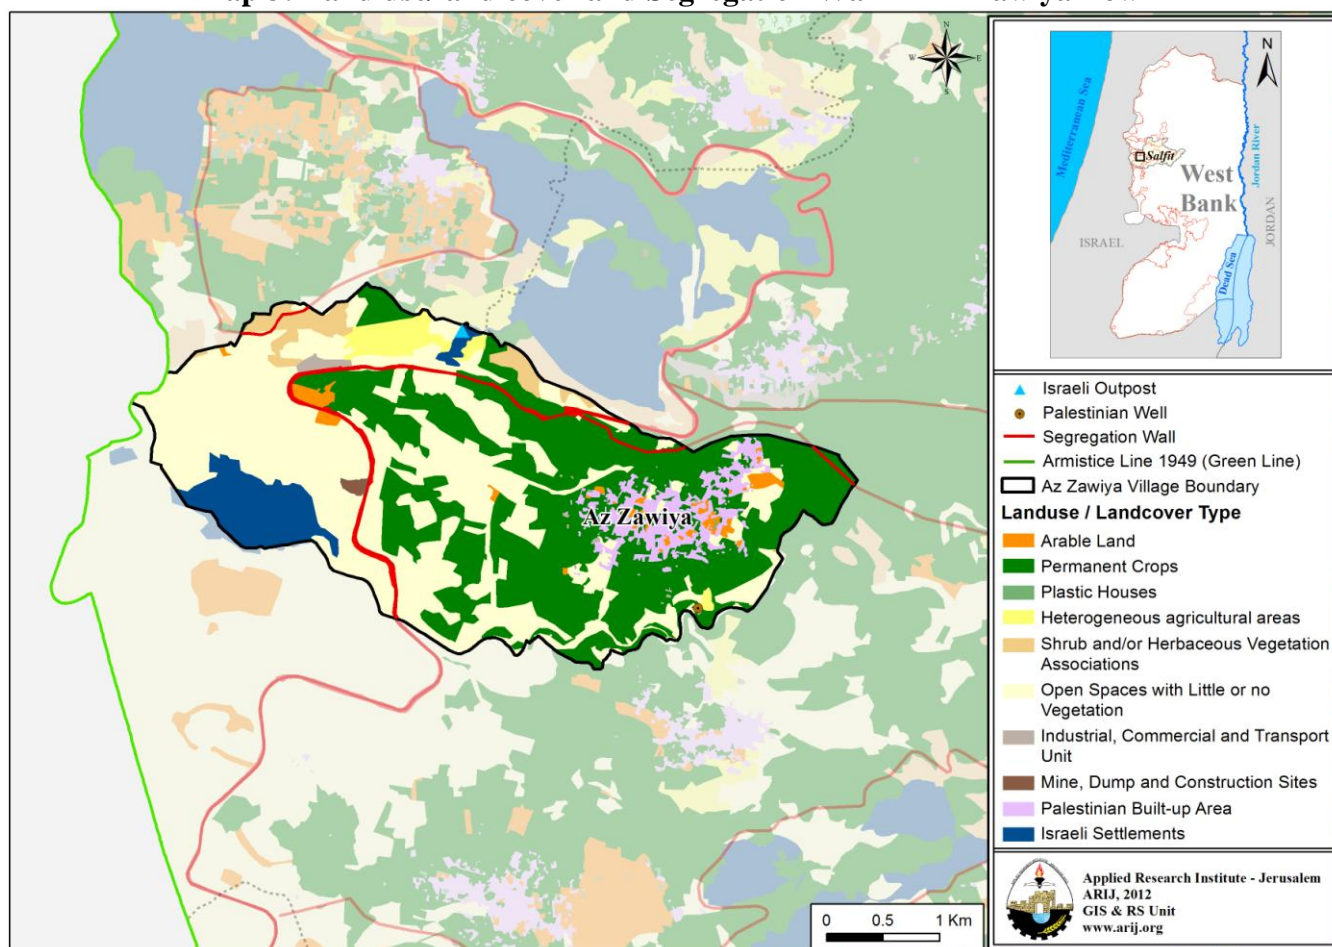 N
W
E
S
Az Zawiya
0 0.5 1 Km
N
Mediterranean Sea
Salfit
West
Bank
Jordan River
ISRAEL
JORDAN
Dead Sea
Israeli Outpost
Palestinian Well
Segregation Wall
Armistice Line 1949 (Green Line)
Az Zawiya Village Boundary
Landuse / Landcover Type
Arable Land
Permanent Crops
Plastic Houses
Heterogeneous agricultural areas
Shrub and/or Herbaceous Vegetation
Associations
Open Spaces with Little or no
Vegetation
Industrial, Commercial and Transport
Unit
Mine, Dump and Construction Sites
Palestinian Built-up Area
Israeli Settlements
Applied Research Institute - Jerusalem
ARIJ, 2012
GIS & RS Unit
www.arij.org